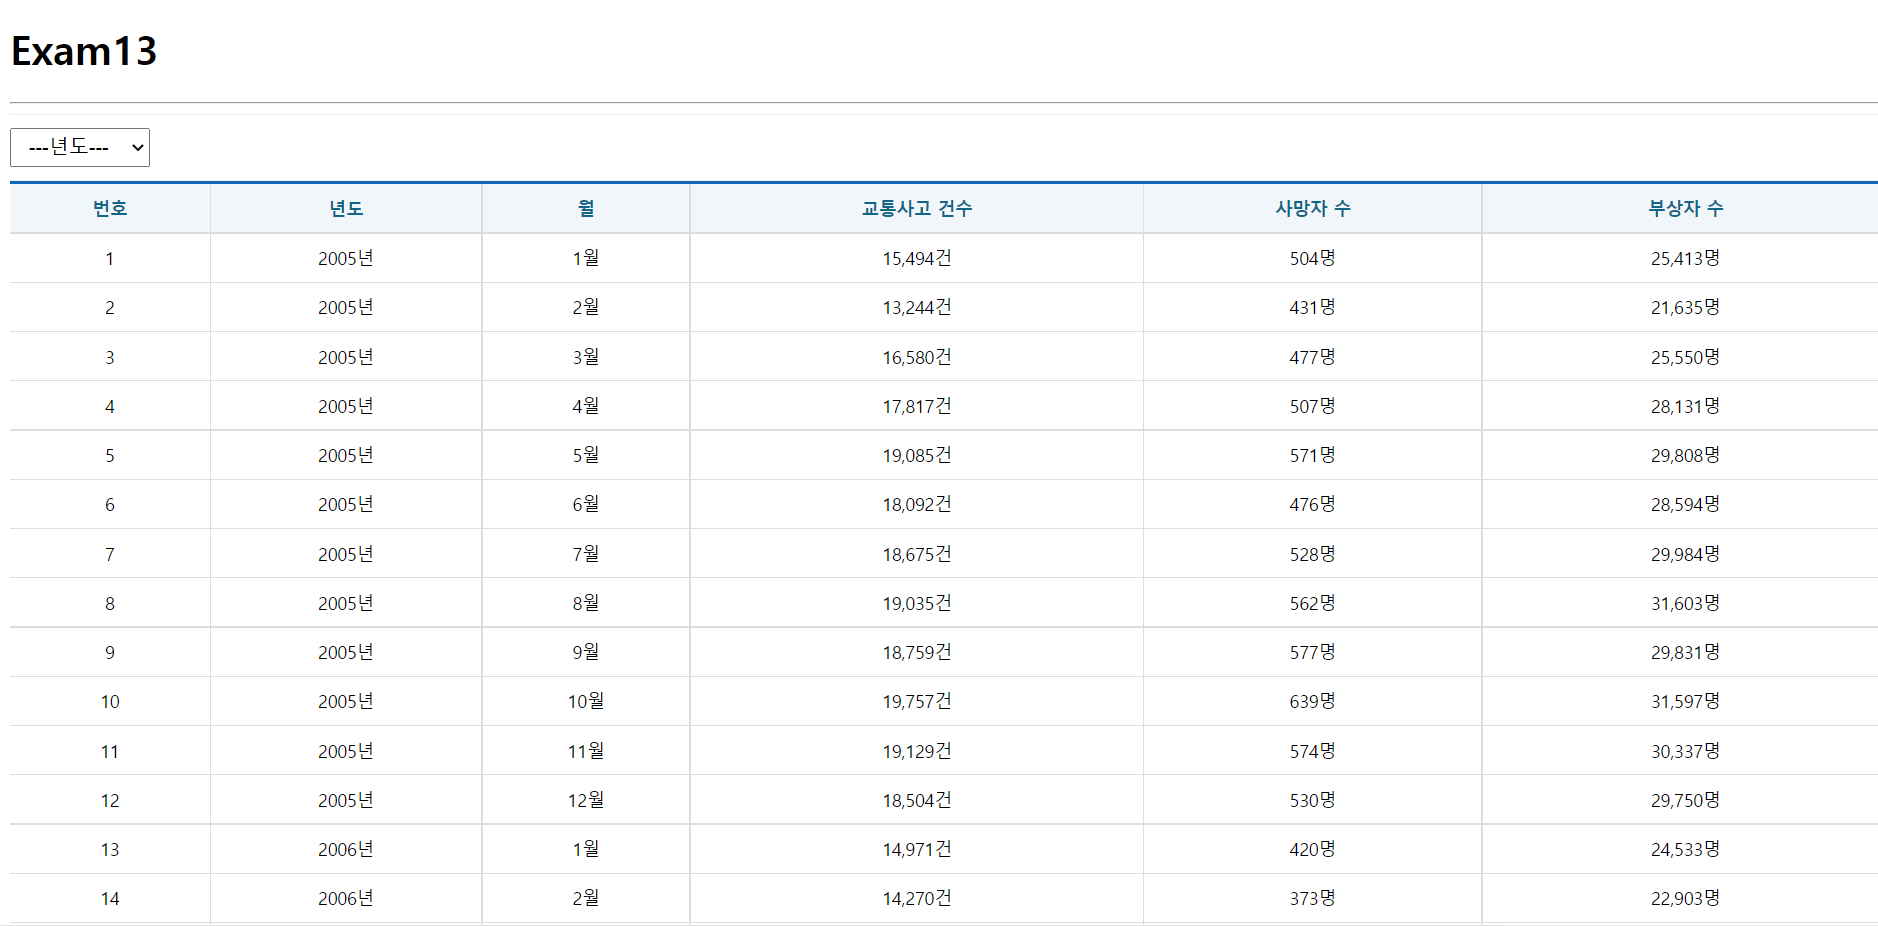 Exam13
---년도---
번호 년도 월 교통사고 건수 사망자 수 부상자 수
1 2005년 1월 15,494건 504명 25,413명
2 2005년 2월 13,244건 431명 21,635명
3 2005년 3월 16,580건 477명 25,550명
4 2005년 4월 17,817건 507명 28,131명
5 2005년 5월 19,085건 571명 29,808명
6 2005년 6월 18,092건 476명 28,594명
7 2005년 7월 18,675건 528명 29,984명
8 2005년 8월 19,035건 562명 31,603명
9 2005년 9월 18,759건 577명 29,831명
10 2005년 10월 19,757건 639명 31,597명
11 2005년 11월 19,129건 574명 30,337명
12 2005년 12월 18,504건 530명 29,750명
13 2006년 1월 14,971건 420명 24,533명
14 2006년 2월 14,270건 373명 22,903명